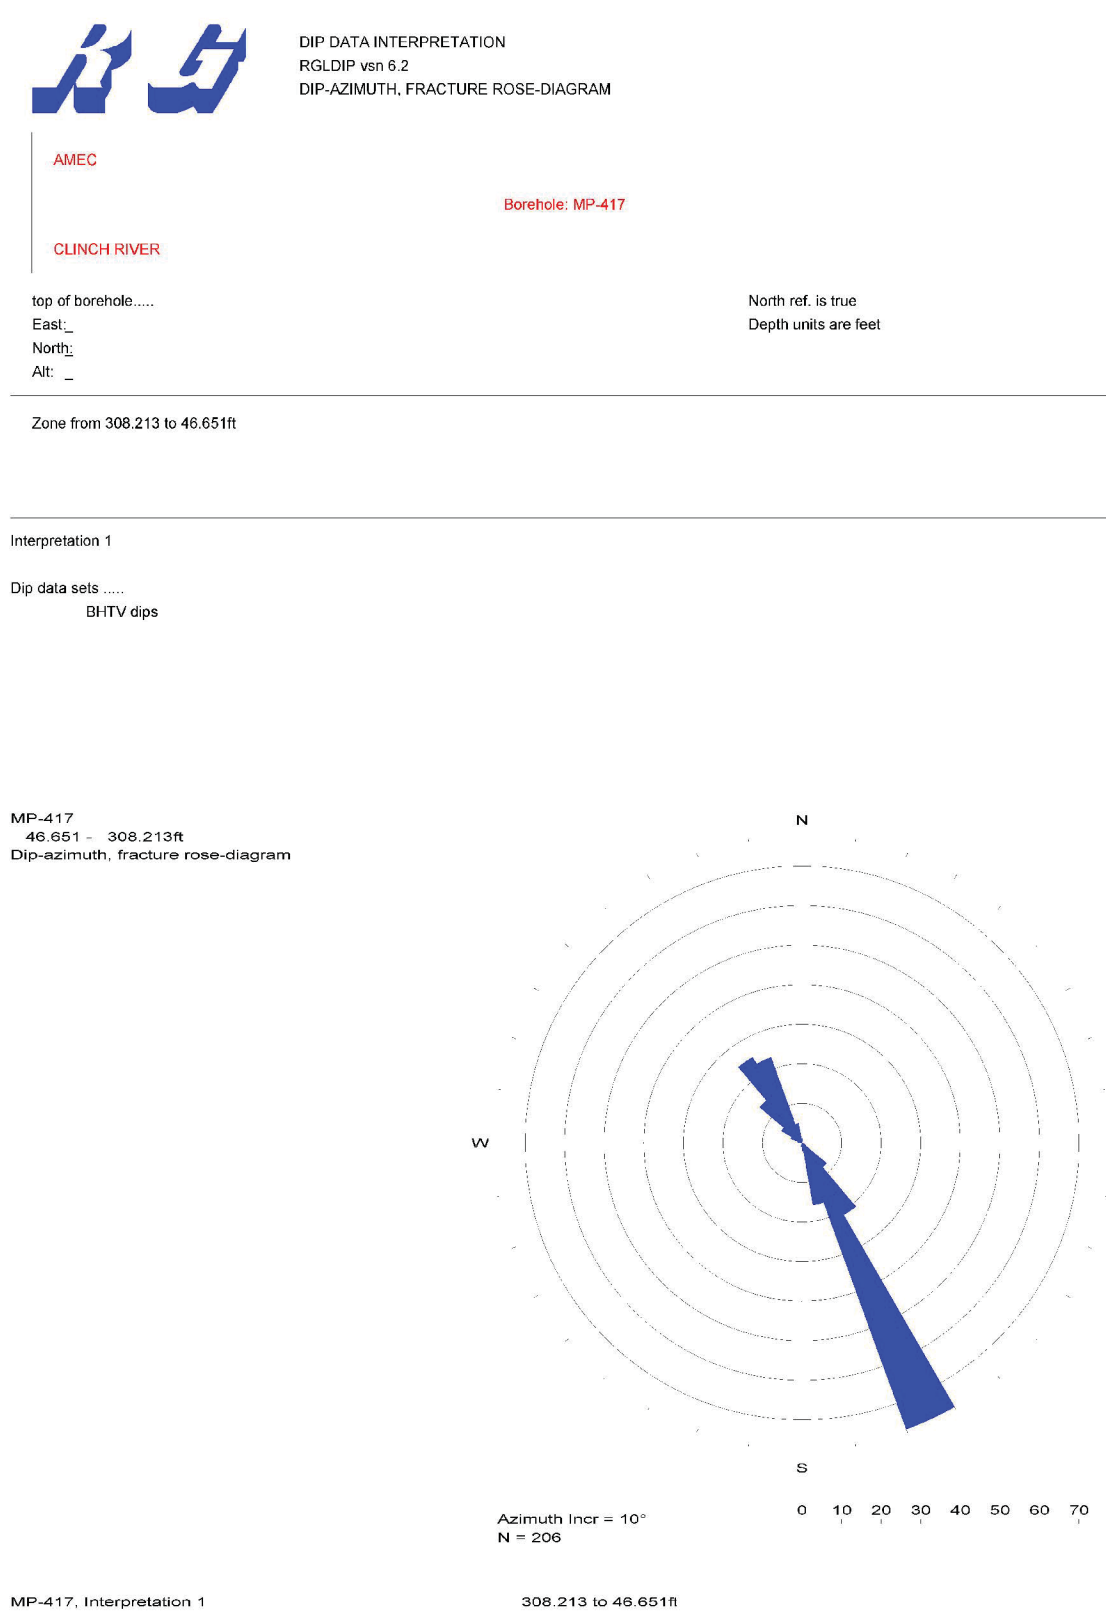 RG
DIP DATA INTERPRETATION
RGLDIP vsn 6.2
DIP-AZIMUTH, FRACTURE ROSE-DIAGRAM
AMEC
Borehole: MP-417
CLINCH RIVER
top of borehole.....
North ref. is true
East:_
Depth units are feet
North:
Alt: _
Zone from 308.213 to 46.651ft
Interpretation 1
Dip data sets .....
BHTV dips
MP-417
46.651 - 308.213ft
Dip-azimuth, fracture rose-diagram
N
W
S
0 10 20 30 40 50 60 70
Azimuth Incr = 10°
N = 206
MP-417, Interpretation 1
308.213 to 46.651ft